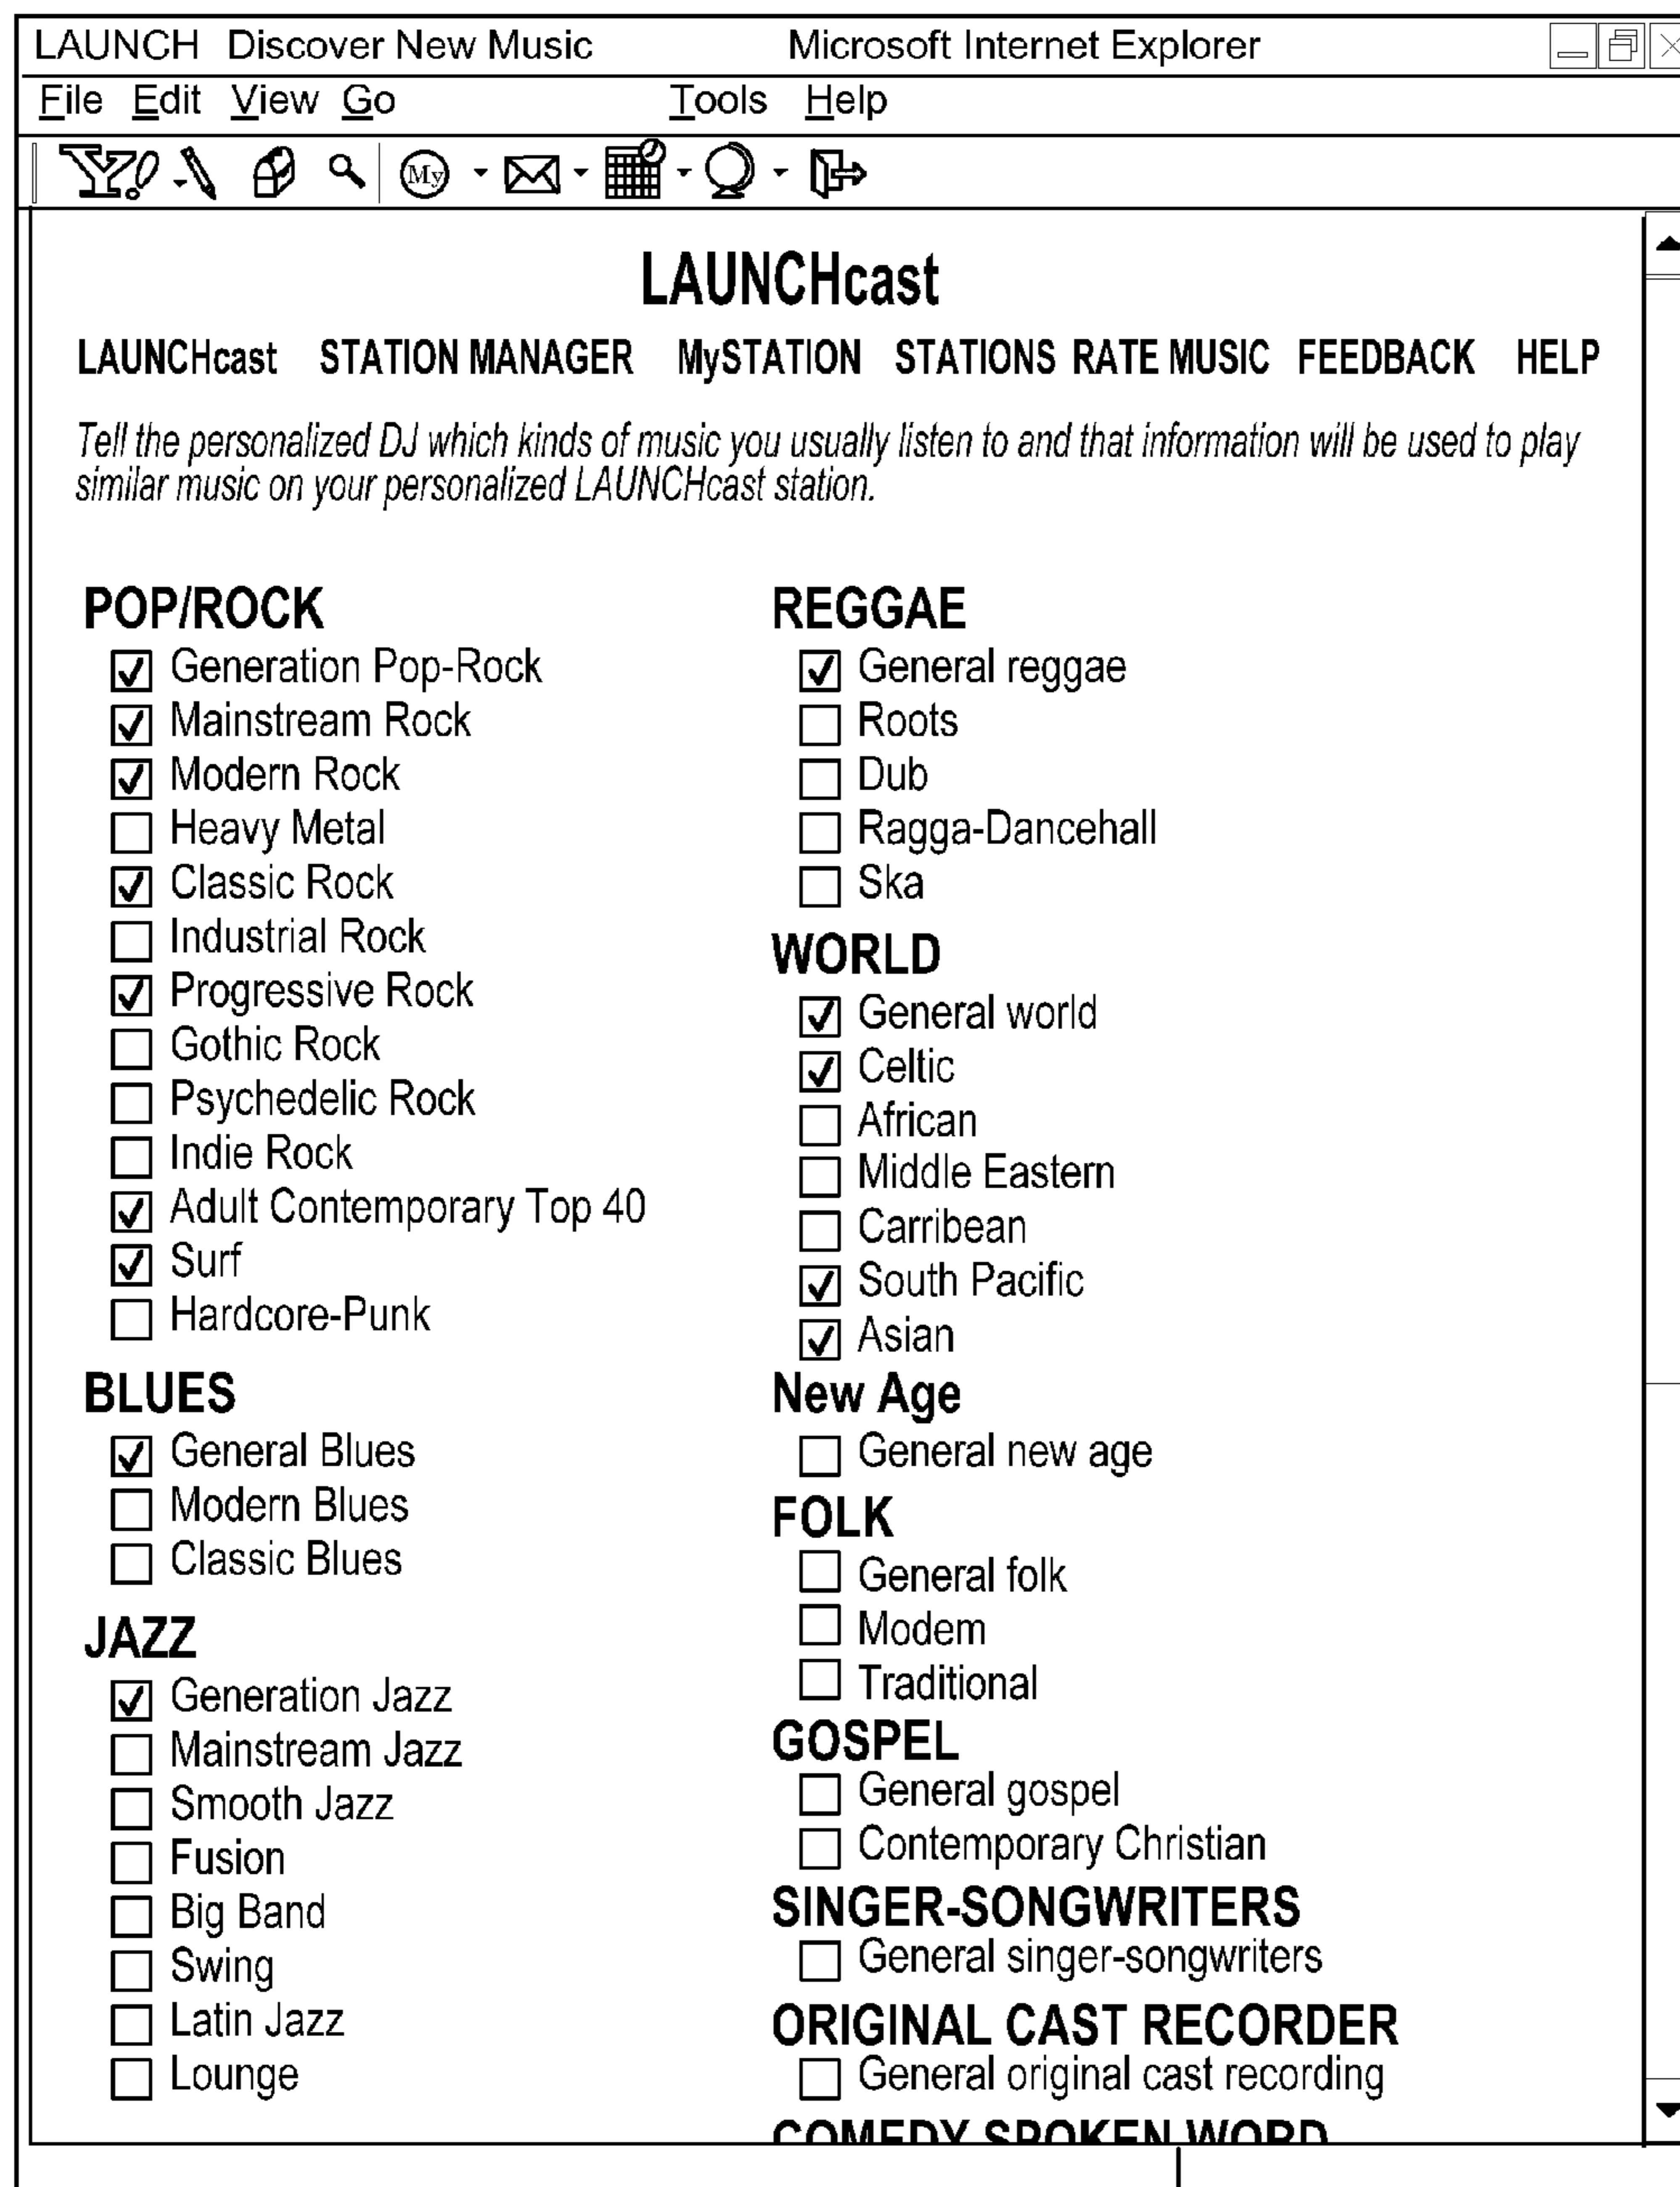 LAUNCH Discover New Music Microsoft Internet Explorer
File Edit View Go Tools Help
Y! My
LAUNCHcast
LAUNCHcast STATION MANAGER MySTATION STATIONS RATE MUSIC FEEDBACK HELP
Tell the personalized DJ which kinds of music you usually listen to and that information will be used to play
similar music on your personalized LAUNCHcast station.
POP/ROCK
Generation Pop-Rock
Mainstream Rock
Modern Rock
Heavy Metal
Classic Rock
Industrial Rock
Progressive Rock
Gothic Rock
Psychedelic Rock
Indie Rock
Adult Contemporary Top 40
Surf
Hardcore-Punk
BLUES
General Blues
Modern Blues
Classic Blues
JAZZ
Generation Jazz
Mainstream Jazz
Smooth Jazz
Fusion
Big Band
Swing
Latin Jazz
Lounge
REGGAE
General reggae
Roots
Dub
Ragga-Dancehall
Ska
WORLD
General world
Celtic
African
Middle Eastern
Carribean
South Pacific
Asian
New Age
General new age
FOLK
General folk
Modem
Traditional
GOSPEL
General gospel
Contemporary Christian
SINGER-SONGWRITERS
General singer-songwriters
ORIGINAL CAST RECORDER
General original cast recording
COMEDY SPOKEN WORD